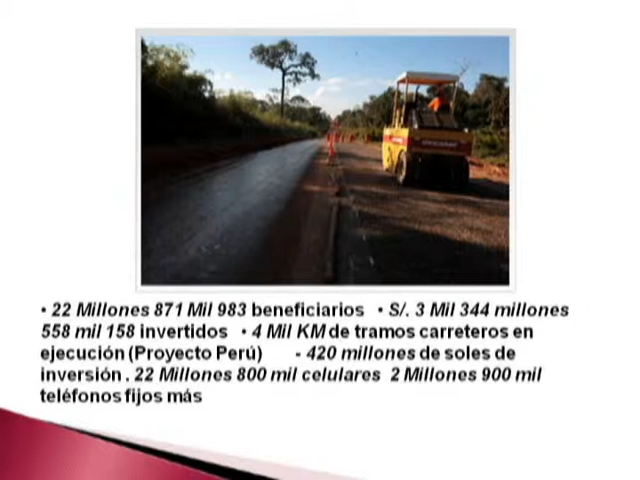 • 22 Millones 871 Mil 983 beneficiarios • S/. 3 Mil 344 millones
558 mil 158 invertidos • 4 Mil KM de tramos carreteros en
ejecución (Proyecto Perú) - 420 millones de soles de
inversión . 22 Millones 800 mil celulares 2 Millones 900 mil
teléfonos fijos más